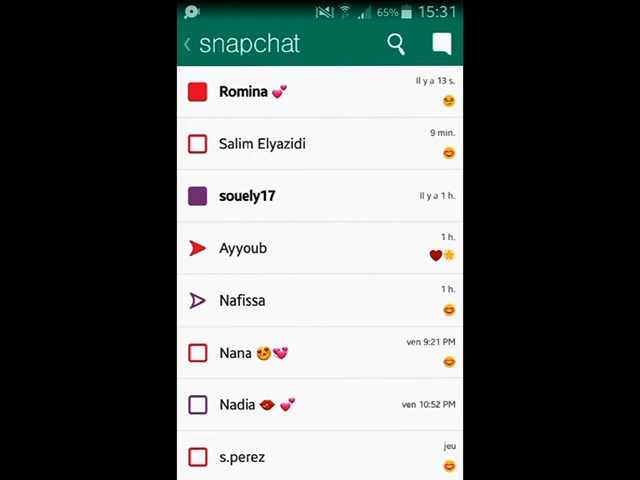 65% 15:31
snapchat
Il y a 13 s.
Romina 💕
9 min.
Salim Elyazidi
souely17
Il y a 1 h.
1 h.
Ayyoub
1 h.
Nafissa
ven 9:21 PM
Nana 😍💞
Nadia 👄 💕
ven 10:52 PM
jeu
s.perez